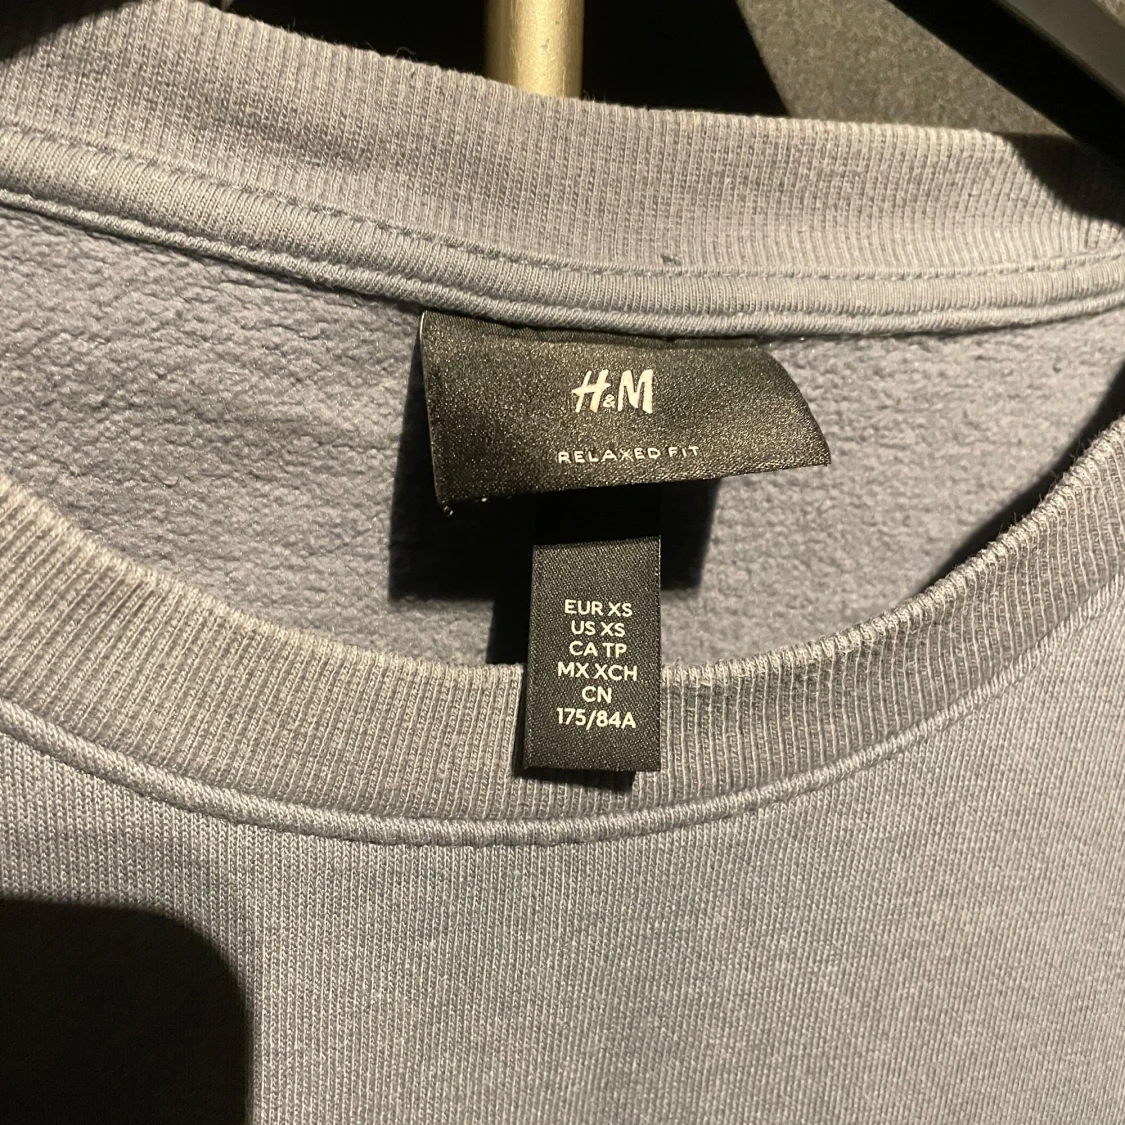 H&M
RELAXED FIT
EUR XS
US XS
CA TP
MX XCH
CN
175/84A